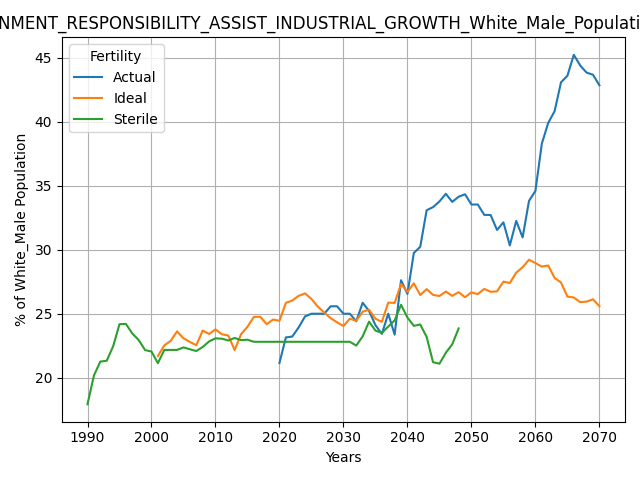 NMENT_RESPONSIBILITY_ASSIST_INDUSTRIAL_GROWTH_White_Male_Populati
Fertility
Actual
Ideal
Sterile
% of White_Male Population
45
40
35
30
25
20
1990 2000 2010 2020 2030 2040 2050 2060 2070
Years